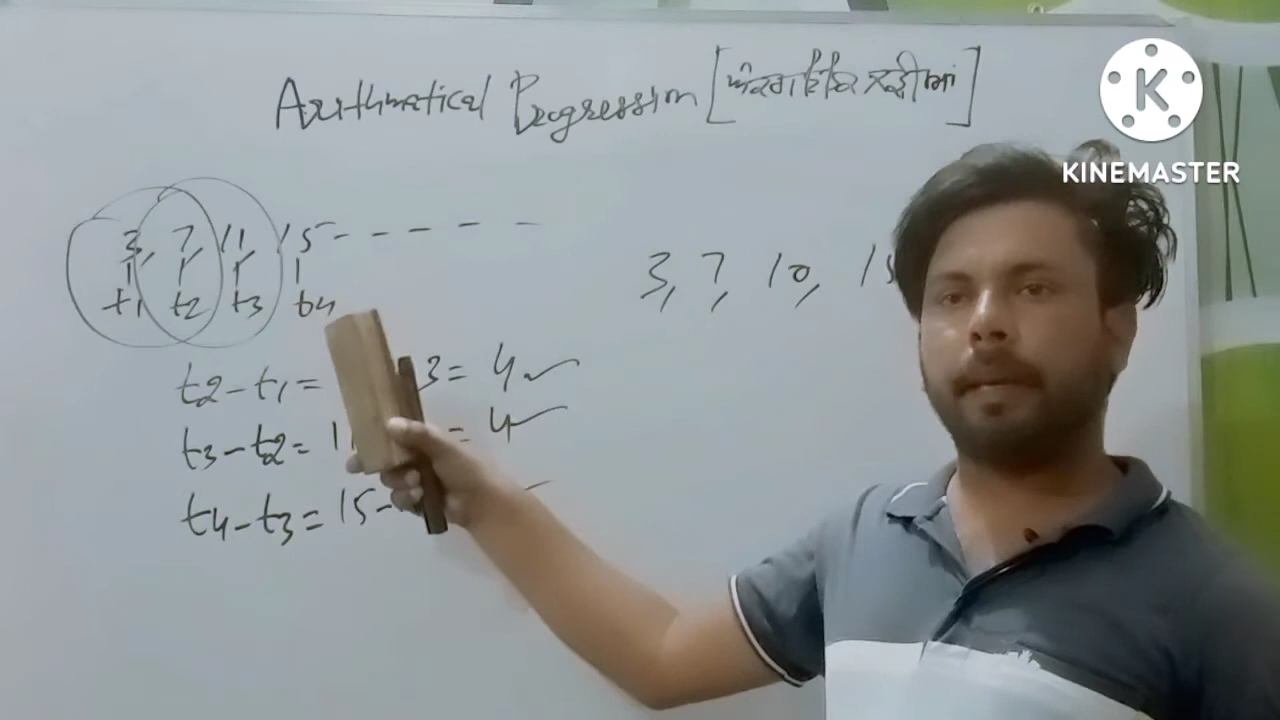 Arithmetical Progression [ਅੰਕਗਣਿਤਿਕ ਲੜੀਆਂ]
3, 7, 11, 15 - - - - - -
t1 t2 t3 t4
3, 7, 10, 15
t2 - t1 = 3 = 4 ✓
t3 - t2 = 11 = 4 ✓
t4 - t3 = 15 -
K
KINEMASTER